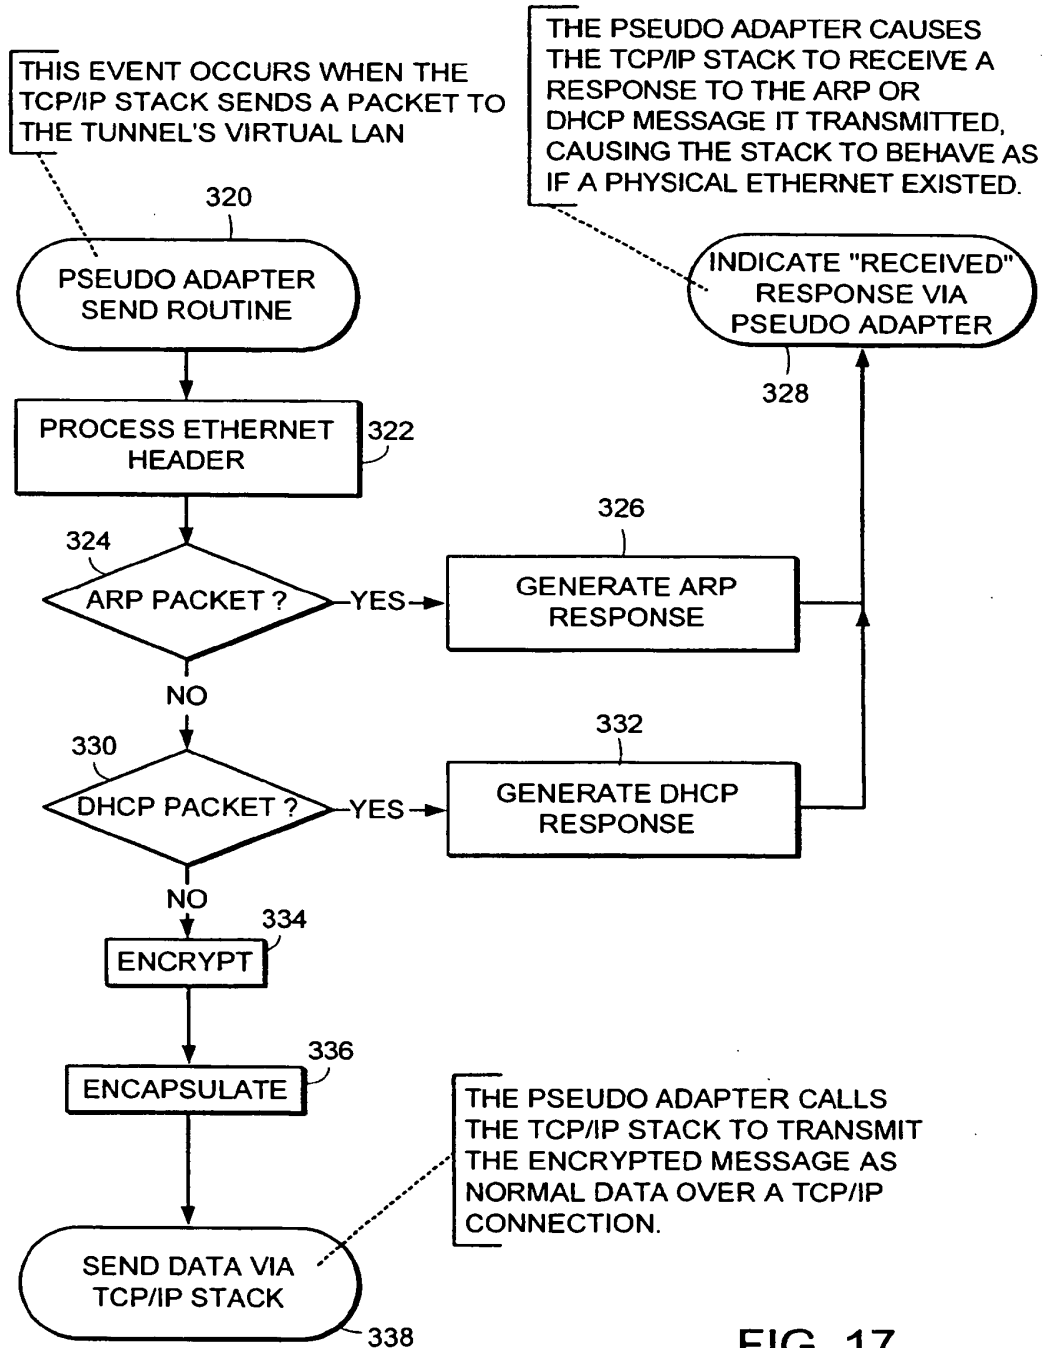 THIS EVENT OCCURS WHEN THE
TCP/IP STACK SENDS A PACKET TO
THE TUNNEL'S VIRTUAL LAN
THE PSEUDO ADAPTER CAUSES
THE TCP/IP STACK TO RECEIVE A
RESPONSE TO THE ARP OR
DHCP MESSAGE IT TRANSMITTED,
CAUSING THE STACK TO BEHAVE AS
IF A PHYSICAL ETHERNET EXISTED.
320
PSEUDO ADAPTER
SEND ROUTINE
INDICATE "RECEIVED"
RESPONSE VIA
PSEUDO ADAPTER
328
PROCESS ETHERNET
HEADER
322
324
ARP PACKET ?
YES
326
GENERATE ARP
RESPONSE
NO
330
DHCP PACKET ?
YES
332
GENERATE DHCP
RESPONSE
NO
334
ENCRYPT
336
ENCAPSULATE
THE PSEUDO ADAPTER CALLS
THE TCP/IP STACK TO TRANSMIT
THE ENCRYPTED MESSAGE AS
NORMAL DATA OVER A TCP/IP
CONNECTION.
SEND DATA VIA
TCP/IP STACK
338
FIG. 17